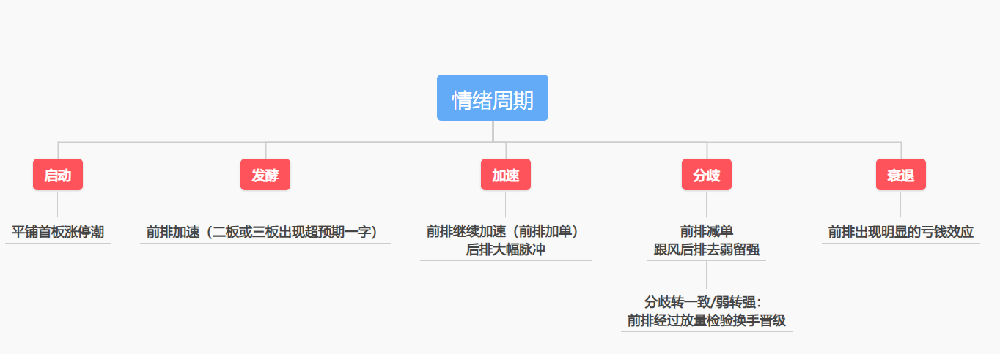 情绪周期
启动
发酵
加速
分歧
衰退
平铺首板涨停潮
前排加速（二板或三板出现超预期一字）
前排继续加速（前排加单）
后排大幅脉冲
前排减单
跟风后排去弱留强
前排出现明显的亏钱效应
分歧转一致/弱转强：
前排经过放量检验换手晋级